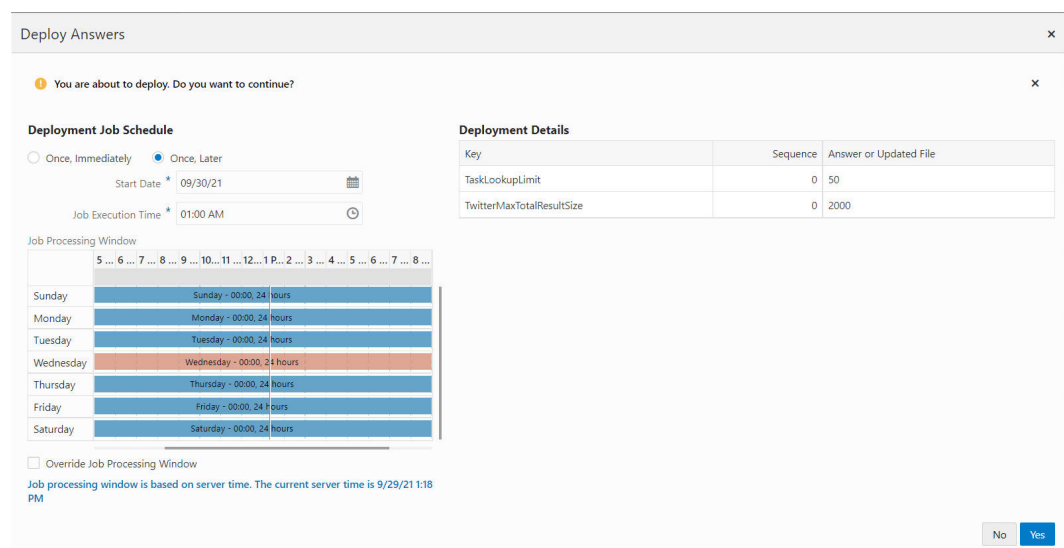 Deploy Answers
You are about to deploy. Do you want to continue?
Deployment Job Schedule
Once, Immediately Once, Later
Start Date * 09/30/21
Job Execution Time * 01:00 AM
Job Processing Window
5 ... 6 ... 7 ... 8 ... 9 ... 10... 11 ... 12... 1 P... 2 ... 3 ... 4 ... 5 ... 6 ... 7 ... 8 ...
Sunday Sunday - 00:00, 24 hours
Monday Monday - 00:00, 24 hours
Tuesday Tuesday - 00:00, 24 hours
Wednesday Wednesday - 00:00, 24 hours
Thursday Thursday - 00:00, 24 hours
Friday Friday - 00:00, 24 hours
Saturday Saturday - 00:00, 24 hours
Override Job Processing Window
Job processing window is based on server time. The current server time is 9/29/21 1:18
PM
Deployment Details
Key Sequence Answer or Updated File
TaskLookupLimit 0 50
TwitterMaxTotalResultSize 0 2000
No Yes